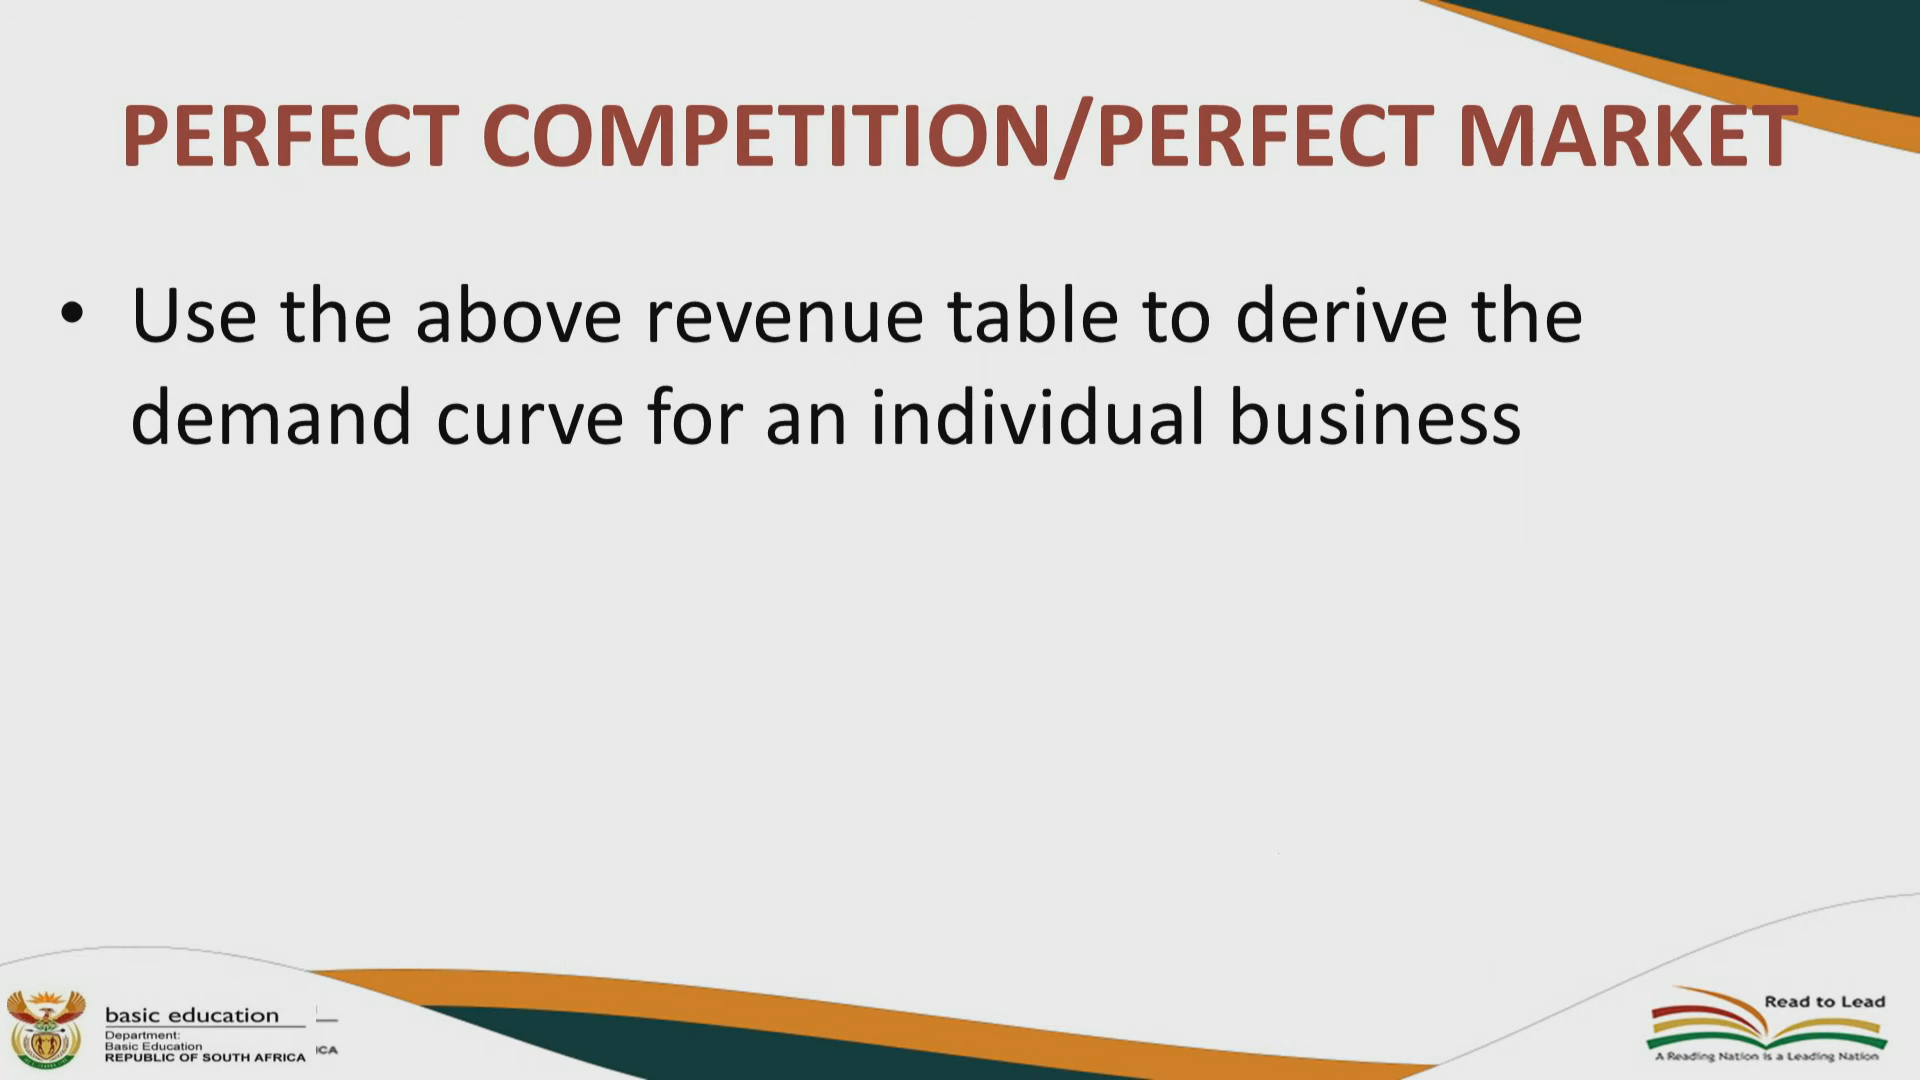 PERFECT COMPETITION/PERFECT MARKET
• Use the above revenue table to derive the
demand curve for an individual business
basic education
Department:
Basic Education
REPUBLIC OF SOUTH AFRICA
ICA
Read to Lead
A Reading Nation is a Leading Nation